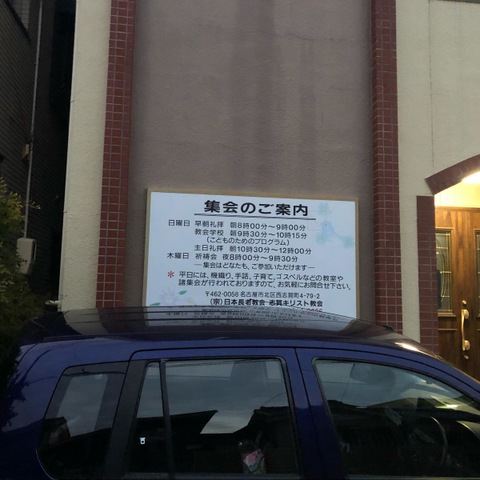 集会のご案内
日曜日 早朝礼拝 朝8時00分〜9時00分
教会学校 朝9時30分〜10時15分
(こどものためのプログラム)
主日礼拝 朝10時30分〜12時00分
木曜日 祈祷会 夜8時00分〜9時30分
―集会はどなたも、ご参加いただけます―
* 平日には、機織り、手話、子育て、ゴスペルなどの教室や
諸集会が行われておりますので、お気軽にお問合せ下さい。
〒462-0058 名古屋市北区西志賀町4-79-2
(宗)日本長老教会 志賀キリスト教会